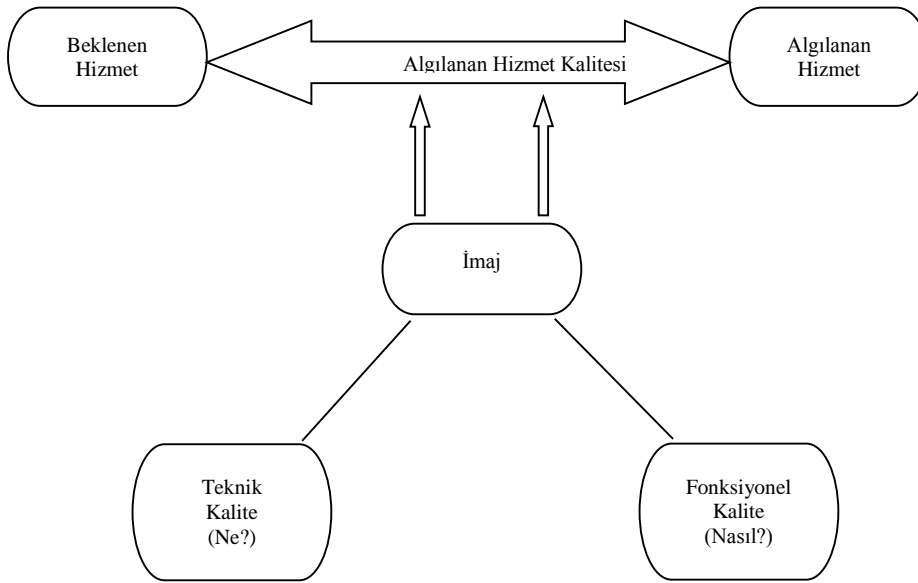 Beklenen
Hizmet
Algılanan Hizmet Kalitesi
Algılanan
Hizmet
İmaj
Teknik
Kalite
(Ne?)
Fonksiyonel
Kalite
(Nasıl?)